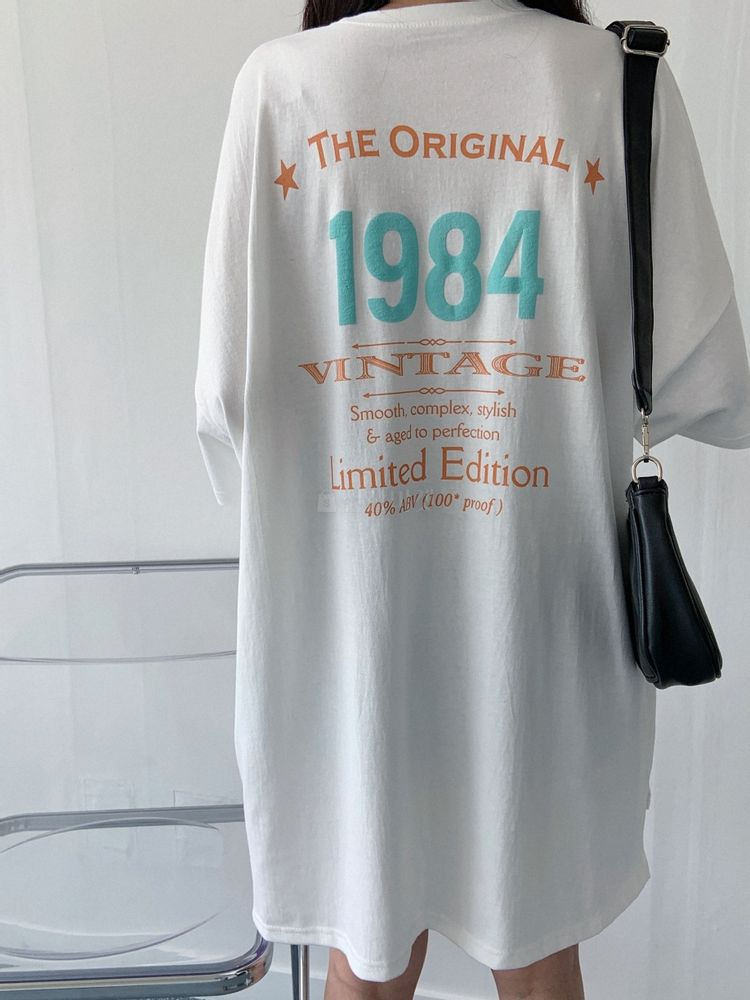 THE ORIGINAL
1984
VINTAGE
Smooth, complex, stylish
& aged to perfection
Limited Edition
40% ABV (100* proof)